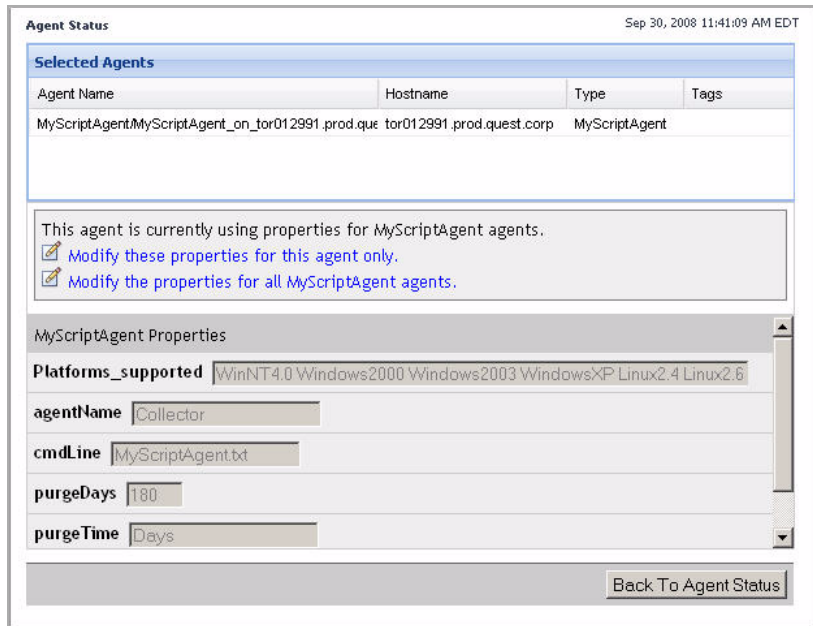 Agent Status
Sep 30, 2008 11:41:09 AM EDT
Selected Agents
Agent Name Hostname Type Tags
MyScriptAgent/MyScriptAgent_on_tor012991.prod.que tor012991.prod.quest.corp MyScriptAgent
This agent is currently using properties for MyScriptAgent agents.
Modify these properties for this agent only.
Modify the properties for all MyScriptAgent agents.
MyScriptAgent Properties
Platforms_supported WinNT4.0 Windows2000 Windows2003 WindowsXP Linux2.4 Linux2.6
agentName Collector
cmdLine MyScriptAgent.txt
purgeDays 180
purgeTime Days
Back To Agent Status